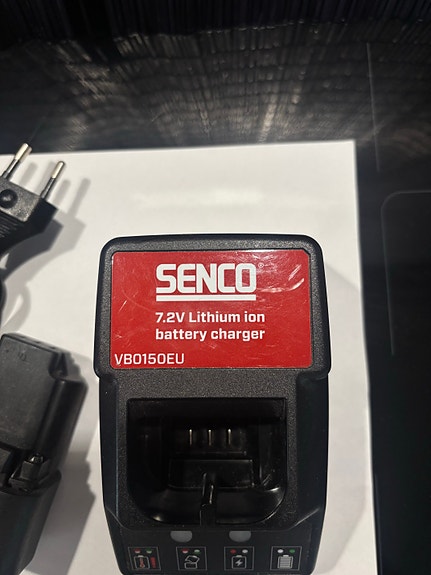 SENCO®
7.2V Lithium ion
battery charger
VB0150EU